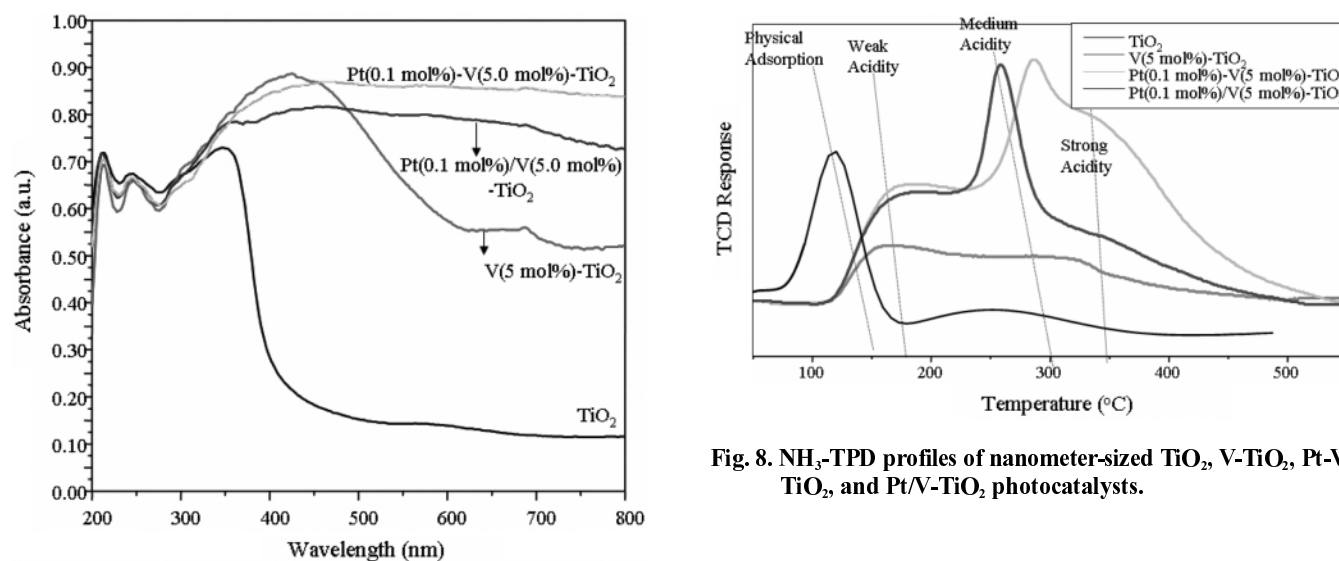 1.00
0.90
0.80
0.70
0.60
0.50
0.40
0.30
0.20
0.10
0.00
Absorbance (a.u.)
Pt(0.1 mol%)-V(5.0 mol%)-TiO2
Pt(0.1 mol%)/V(5.0 mol%)
-TiO2
V(5 mol%)-TiO2
TiO2
200 300 400 500 600 700 800
Wavelength (nm)
TCD Response
Physical
Adsorption
Weak
Acidity
Medium
Acidity
Strong
Acidity
TiO2
V(5 mol%)-TiO2
Pt(0.1 mol%)-V(5 mol%)-TiO
Pt(0.1 mol%)/V(5 mol%)-TiO
100 200 300 400 500
Temperature (°C)
Fig. 8. NH3-TPD profiles of nanometer-sized TiO2, V-TiO2, Pt-V
TiO2, and Pt/V-TiO2 photocatalysts.